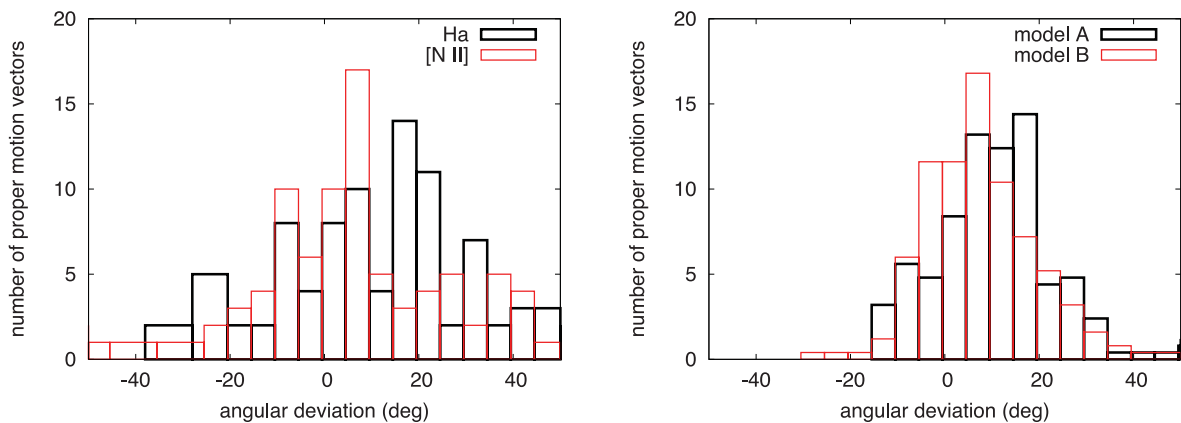 number of proper motion vectors
20
15
10
5
0
Ha
[N II]
-40 -20 0 20 40
angular deviation (deg)
number of proper motion vectors
20
15
10
5
0
model A
model B
-40 -20 0 20 40
angular deviation (deg)